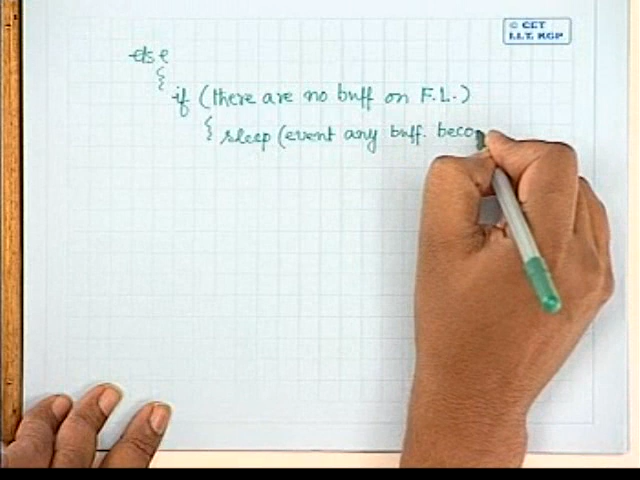 © CET
I.I.T. KGP
else
{
if (there are no buff on F.L.)
{ sleep (event any buff. beco